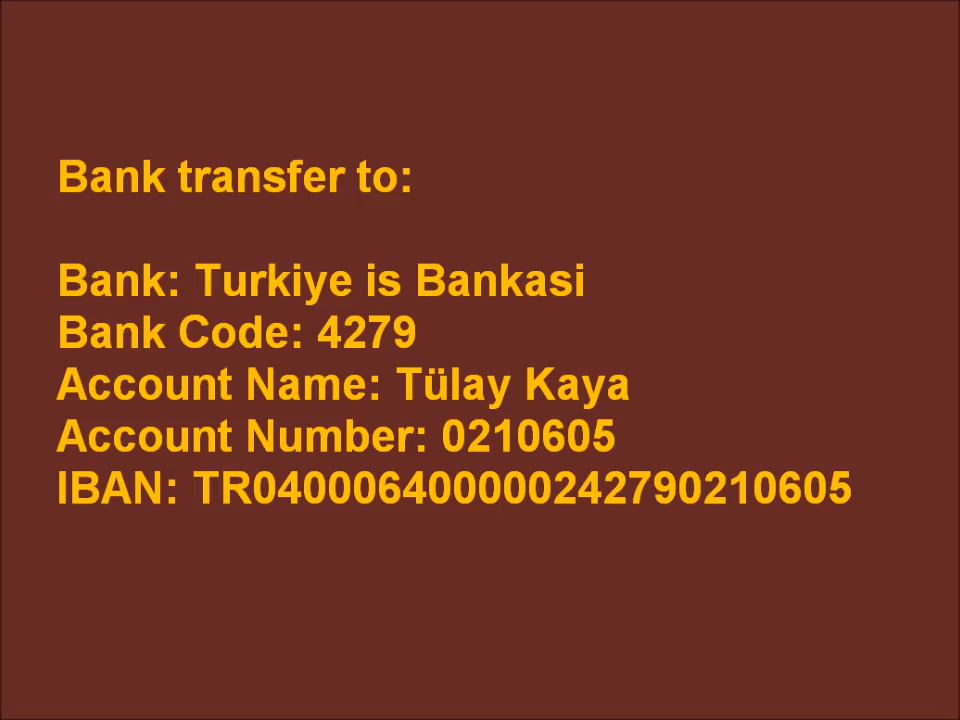 Bank transfer to:
Bank: Turkiye is Bankasi
Bank Code: 4279
Account Name: Tülay Kaya
Account Number: 0210605
IBAN: TR040006400000242790210605